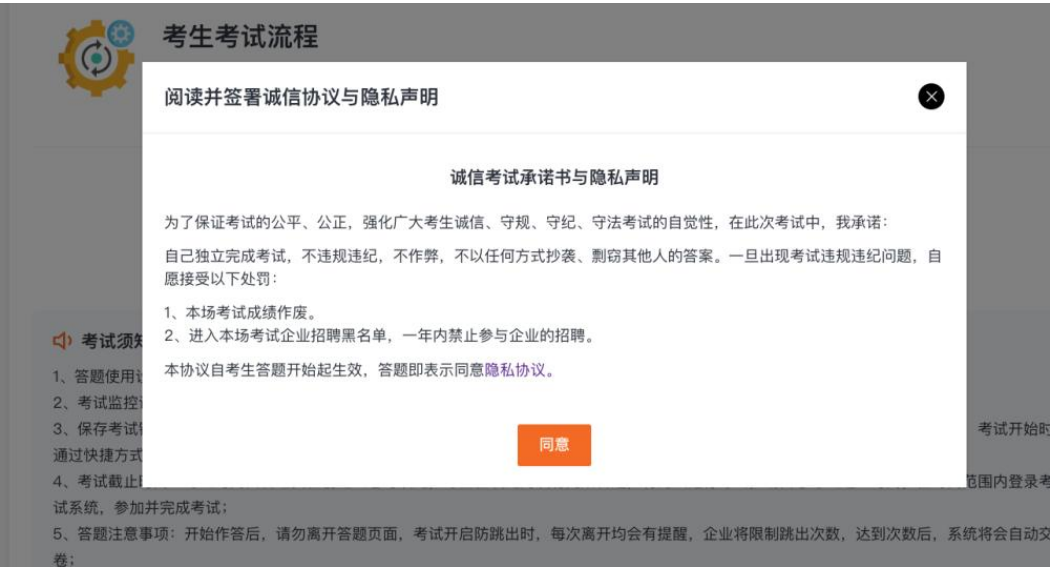 考生考试流程
阅读并签署诚信协议与隐私声明
诚信考试承诺书与隐私声明
为了保证考试的公平、公正，强化广大考生诚信、守规、守纪、守法考试的自觉性，在此次考试中，我承诺：
自己独立完成考试，不违规违纪，不作弊，不以任何方式抄袭、剽窃其他人的答案。一旦出现考试违规违纪问题，自
愿接受以下处罚：
1、本场考试成绩作废。
2、进入本场考试企业招聘黑名单，一年内禁止参与企业的招聘。
本协议自考生答题开始起生效，答题即表示同意隐私协议。
同意
考试须知
1、答题使用
2、考试监控
3、保存考试
考试开始时
通过快捷方式
4、考试截止
范围内登录考
试系统，参加并完成考试；
5、答题注意事项：开始作答后，请勿离开答题页面，考试开启防跳出时，每次离开均会有提醒，企业将限制跳出次数，达到次数后，系统将会自动交
卷；